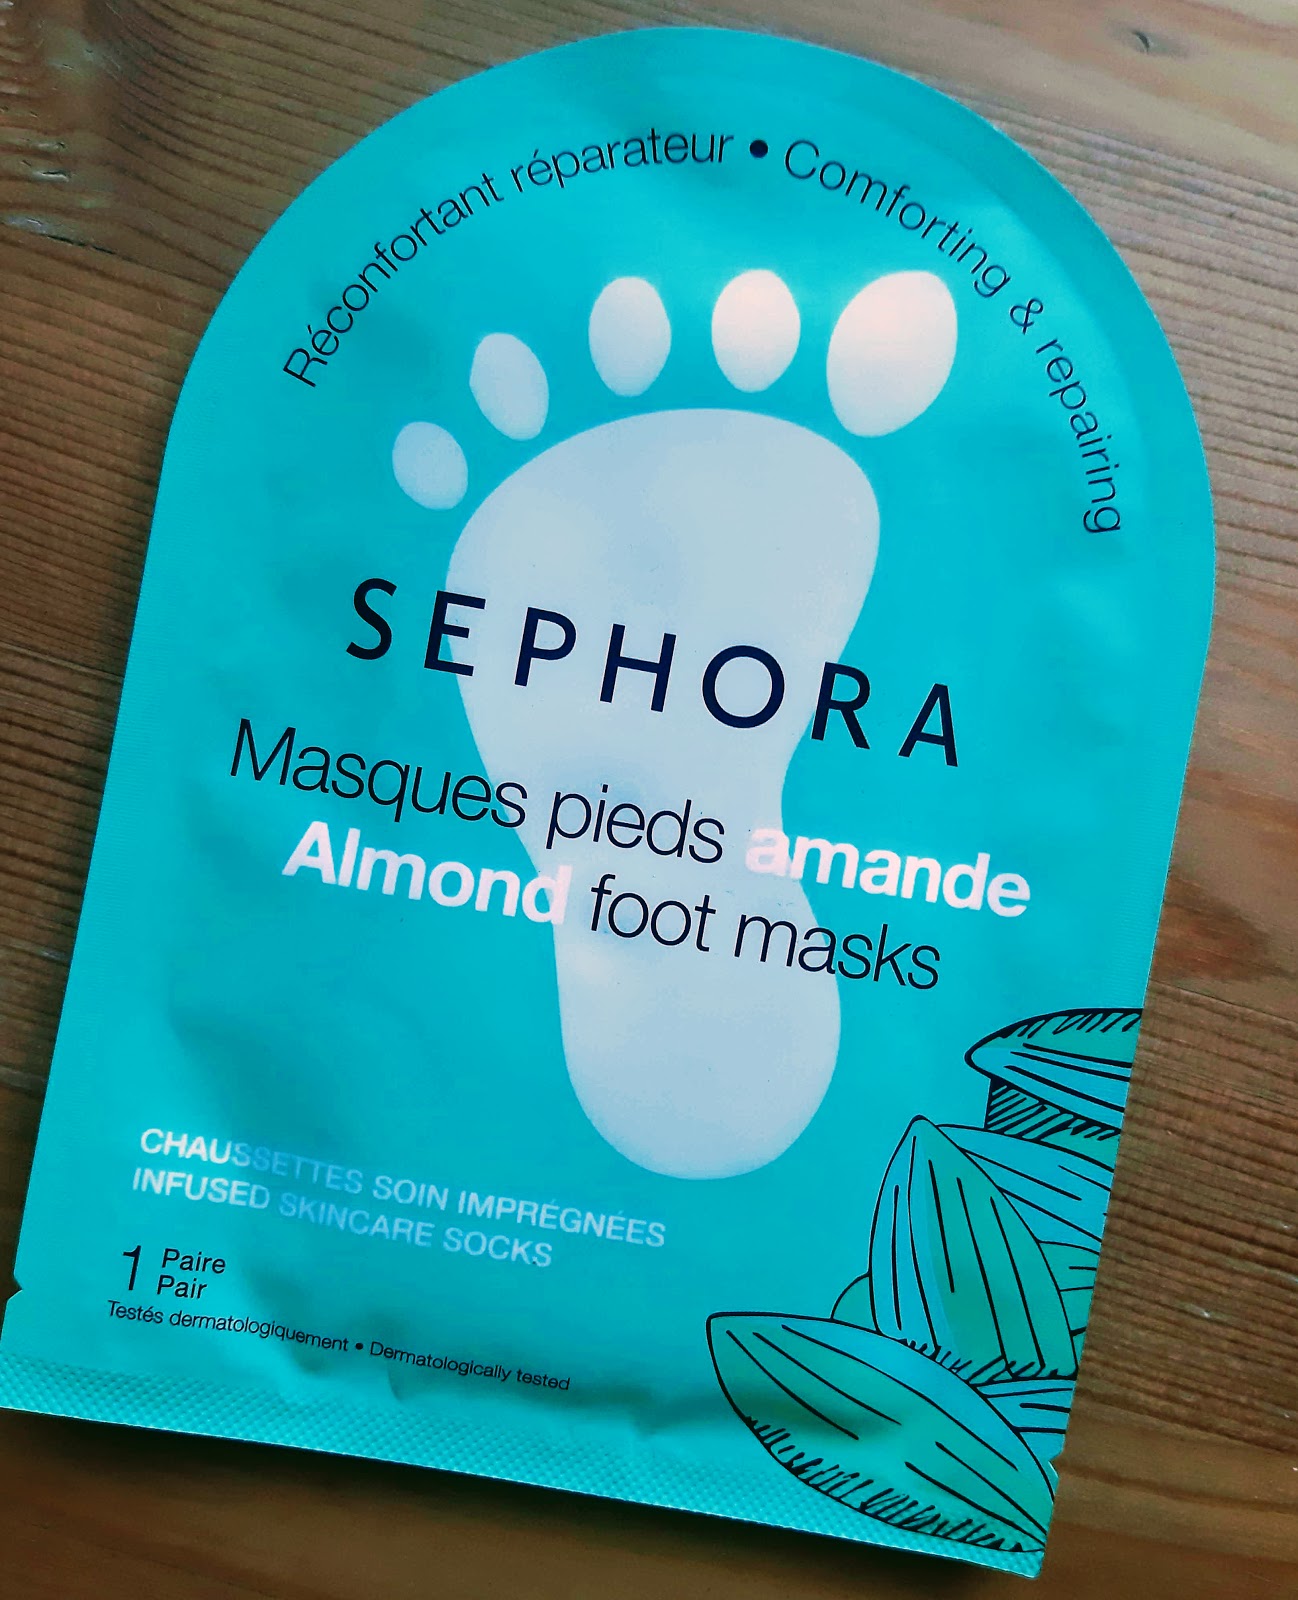 Réconfortant réparateur • Comforting & repairing
SEPHORA
Masques pieds amande
Almond foot masks
CHAUSSETTES SOIN IMPRÉGNÉES
INFUSED SKINCARE SOCKS
1 Paire
Pair
Testés dermatologiquement • Dermatologically tested